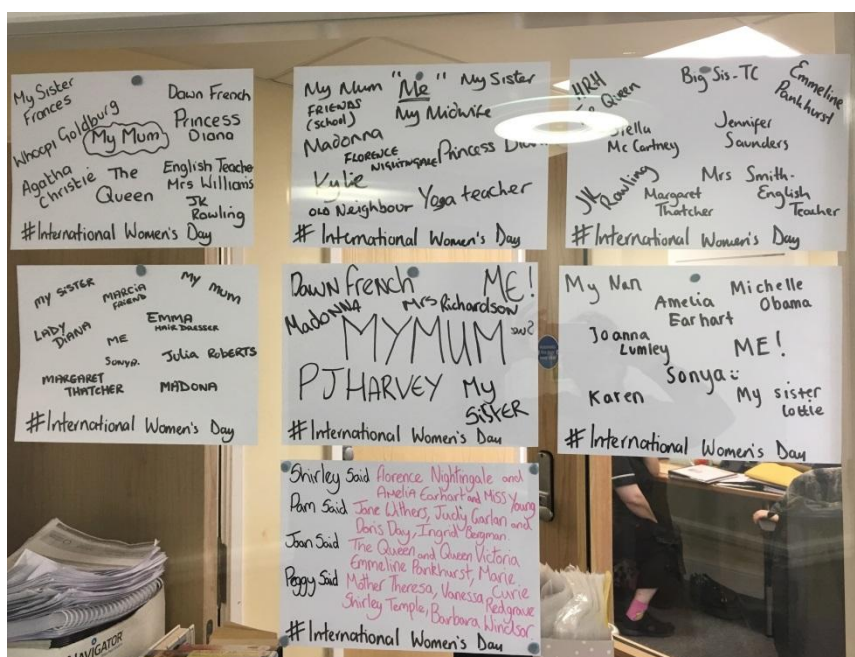 My Sister Frances
Dawn French
Whoopi Goldburg
Princess Diana
My Mum
Agatha Christie
The Queen
English Teacher Mrs Williams
JK Rowling
#International Women's Day
My Mum
"Me"
My Sister
FRIENDS (school)
My Midwife
Madonna
FLORENCE NIGHTINGALE
Princess
Kylie
OLD Neighbour
Yoga teacher
# International Women's Day
HRH
Queen
Big Sis-TC
Emmeline Pankhurst
McCartney
Jennifer Saunders
JK Rowling
Margaret Thatcher
Mrs Smith-
English Teacher
#International Women's Day
MY SISTER
MARCIA FRIEND
My mum
LADY DIANA
ME
EMMA HAIRDRESSER
SONYA.
Julia ROBERTS
MARGARET THATCHER
MADONA
#International Women's Day
DAWN FRENCH
ME!
MADONNA
Mrs Richardson
MY MUM
PJ HARVEY
My SISTER
#International Women's Day
My Nan
Amelia Earhart
Michelle Obama
Joanna Lumley
ME!
Sonya
Karen
My sister Lottie
#International Women's Day
Shirley Said Florence Nightingale and
Amelia Earhart and Miss Young
Pam Said Jane Withers, Judy Garlan and
Doris Day, Ingrid Bergman
Joan Said The Queen and Queen Victoria
Emmeline Pankhurst, Marie Curie
Peggy Said Mother Theresa, Vanessa Redgrave
Shirley Temple, Barbara Windsor
#International Women's Day
NAVIGATOR